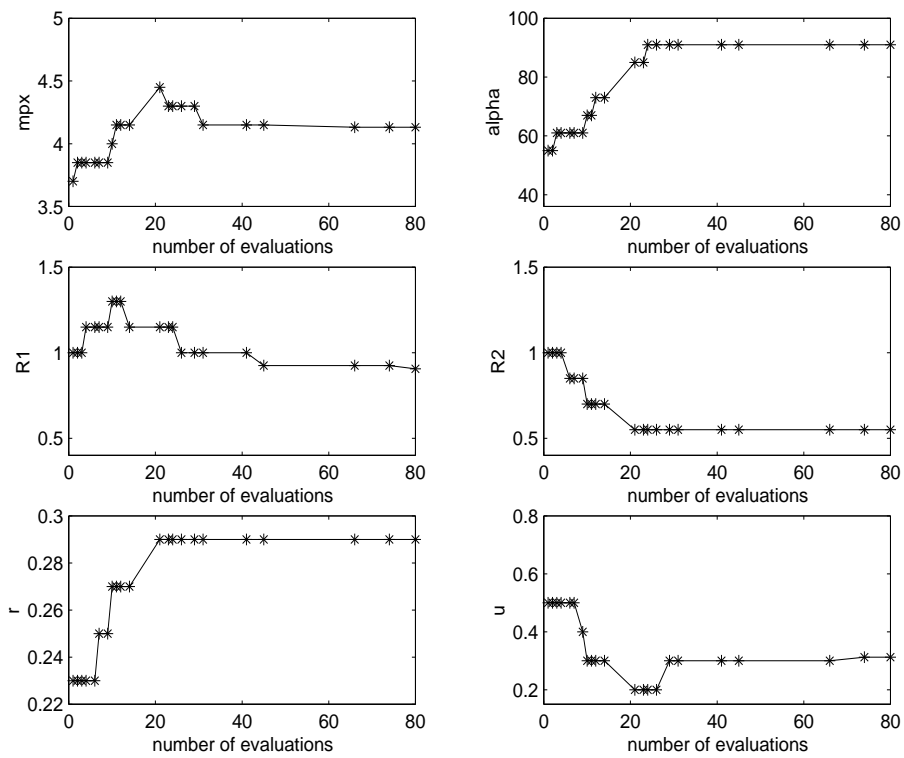 5
4.5
4
3.5
mpx
0 20 40 60 80
number of evaluations
100
80
60
40
alpha
0 20 40 60 80
number of evaluations
1.5
1
0.5
R1
0 20 40 60 80
number of evaluations
1.5
1
0.5
R2
0 20 40 60 80
number of evaluations
0.3
0.28
0.26
0.24
0.22
r
0 20 40 60 80
number of evaluations
0.8
0.6
0.4
0.2
u
0 20 40 60 80
number of evaluations